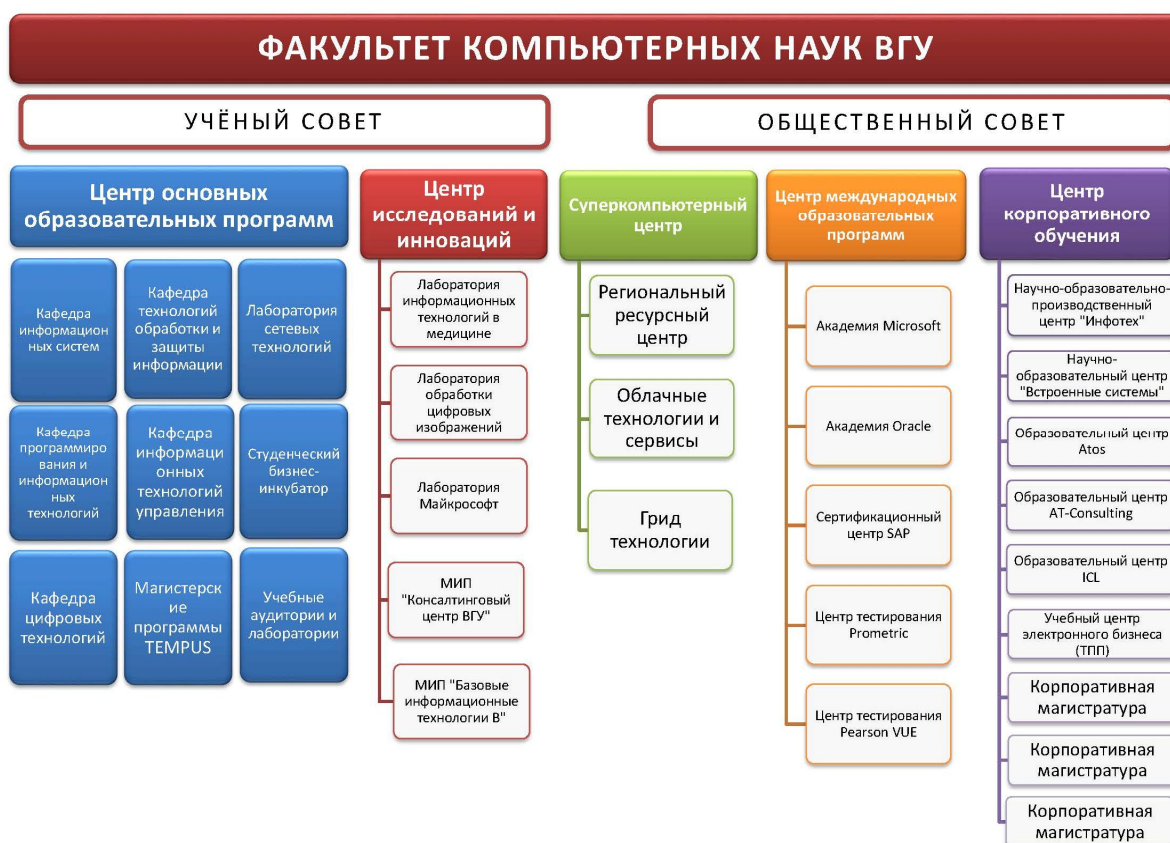 ФАКУЛЬТЕТ КОМПЬЮТЕРНЫХ НАУК ВГУ
УЧЁНЫЙ СОВЕТ
ОБЩЕСТВЕННЫЙ СОВЕТ
Центр основных
образовательных программ
Кафедра
информацион
ных систем
Кафедра
технологий
обработки и
защиты
информации
Лаборатория
сетевых
технологий
Кафедра
программиро
вания и
информацион
ных
технологий
Кафедра
информаци
онных
технологий
управления
Студенческий
бизнес-
инкубатор
Кафедра
цифровых
технологий
Магистерск
ие
программы
TEMPUS
Учебные
аудитории и
лаборатории
Центр
исследований и
инноваций
Лаборатория
информационных
технологий в
медицине
Лаборатория
обработки
цифровых
изображений
Лаборатория
Майкрософт
МИП
"Консалтинговый
центр ВГУ"
МИП "Базовые
информационные
технологии В"
Суперкомпьютерный
центр
Региональный
ресурсный
центр
Облачные
технологии и
сервисы
Грид
технологии
Центр международных
образовательных
программ
Академия Microsoft
Академия Oracle
Сертификационный
центр SAP
Центр тестирования
Prometric
Центр тестирования
Pearson VUE
Центр
корпоративного
обучения
Научно-образовательно-
производственный
центр "Инфотех"
Научно-
образовательный центр
"Встроенные системы"
Образовательный центр
Atos
Образовательный центр
AT-Consulting
Образовательный центр
ICL
Учебный центр
электронного бизнеса
(ТПП)
Корпоративная
магистратура
Корпоративная
магистратура
Корпоративная
магистратура